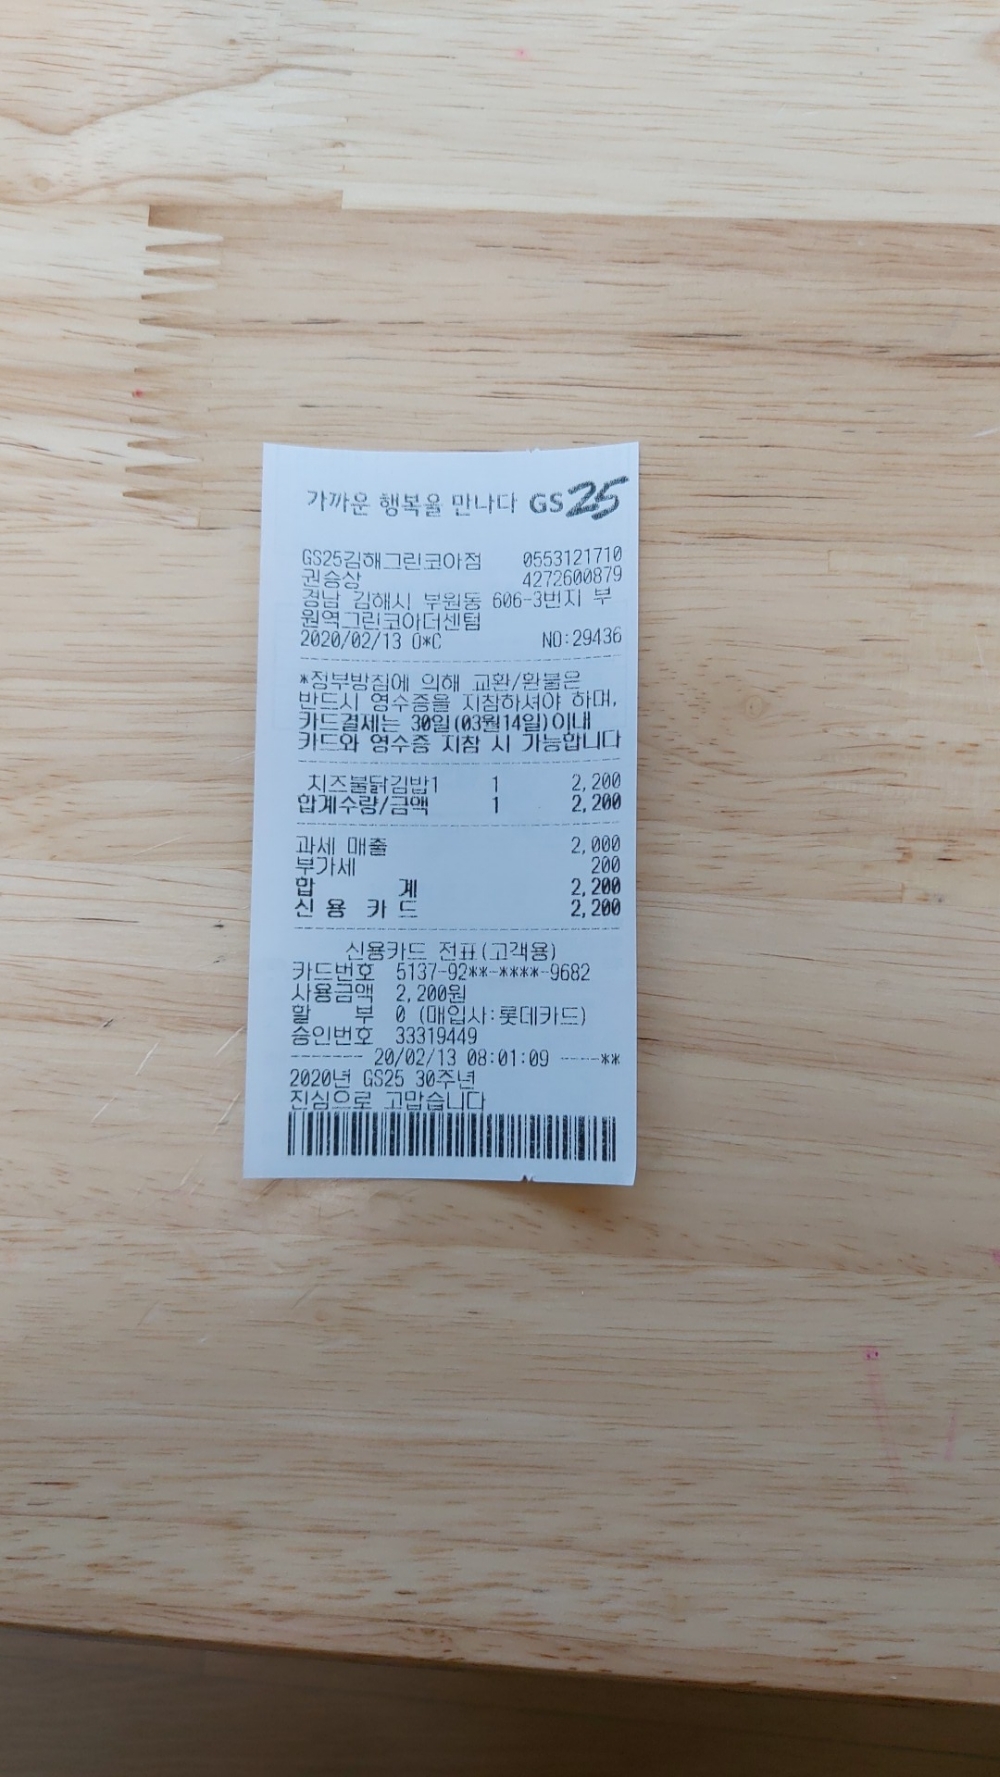 가까운 행복을 만나다 GS25
GS25김해그린코아점 0553121710
권승상 4272600879
경남 김해시 부원동 606-3번지 부
원역그린코아더센텀
2020/02/13 O*C NO:29436
*정부방침에 의해 교환/환불은
반드시 영수증을 지참하셔야 하며,
카드결제는 30일(03월14일)이내
카드와 영수증 지참 시 가능합니다
치즈불닭김밥1 1 2,200
합계수량/금액 1 2,200
과세 매출 2,000
부가세 200
합 계 2,200
신 용 카 드 2,200
신용카드 전표(고객용)
카드번호 5137-92**-****-9682
사용금액 2,200원
할 부 0 (매입사:롯데카드)
승인번호 33319449
------- 20/02/13 08:01:09 ----**
2020년 GS25 30주년
진심으로 고맙습니다